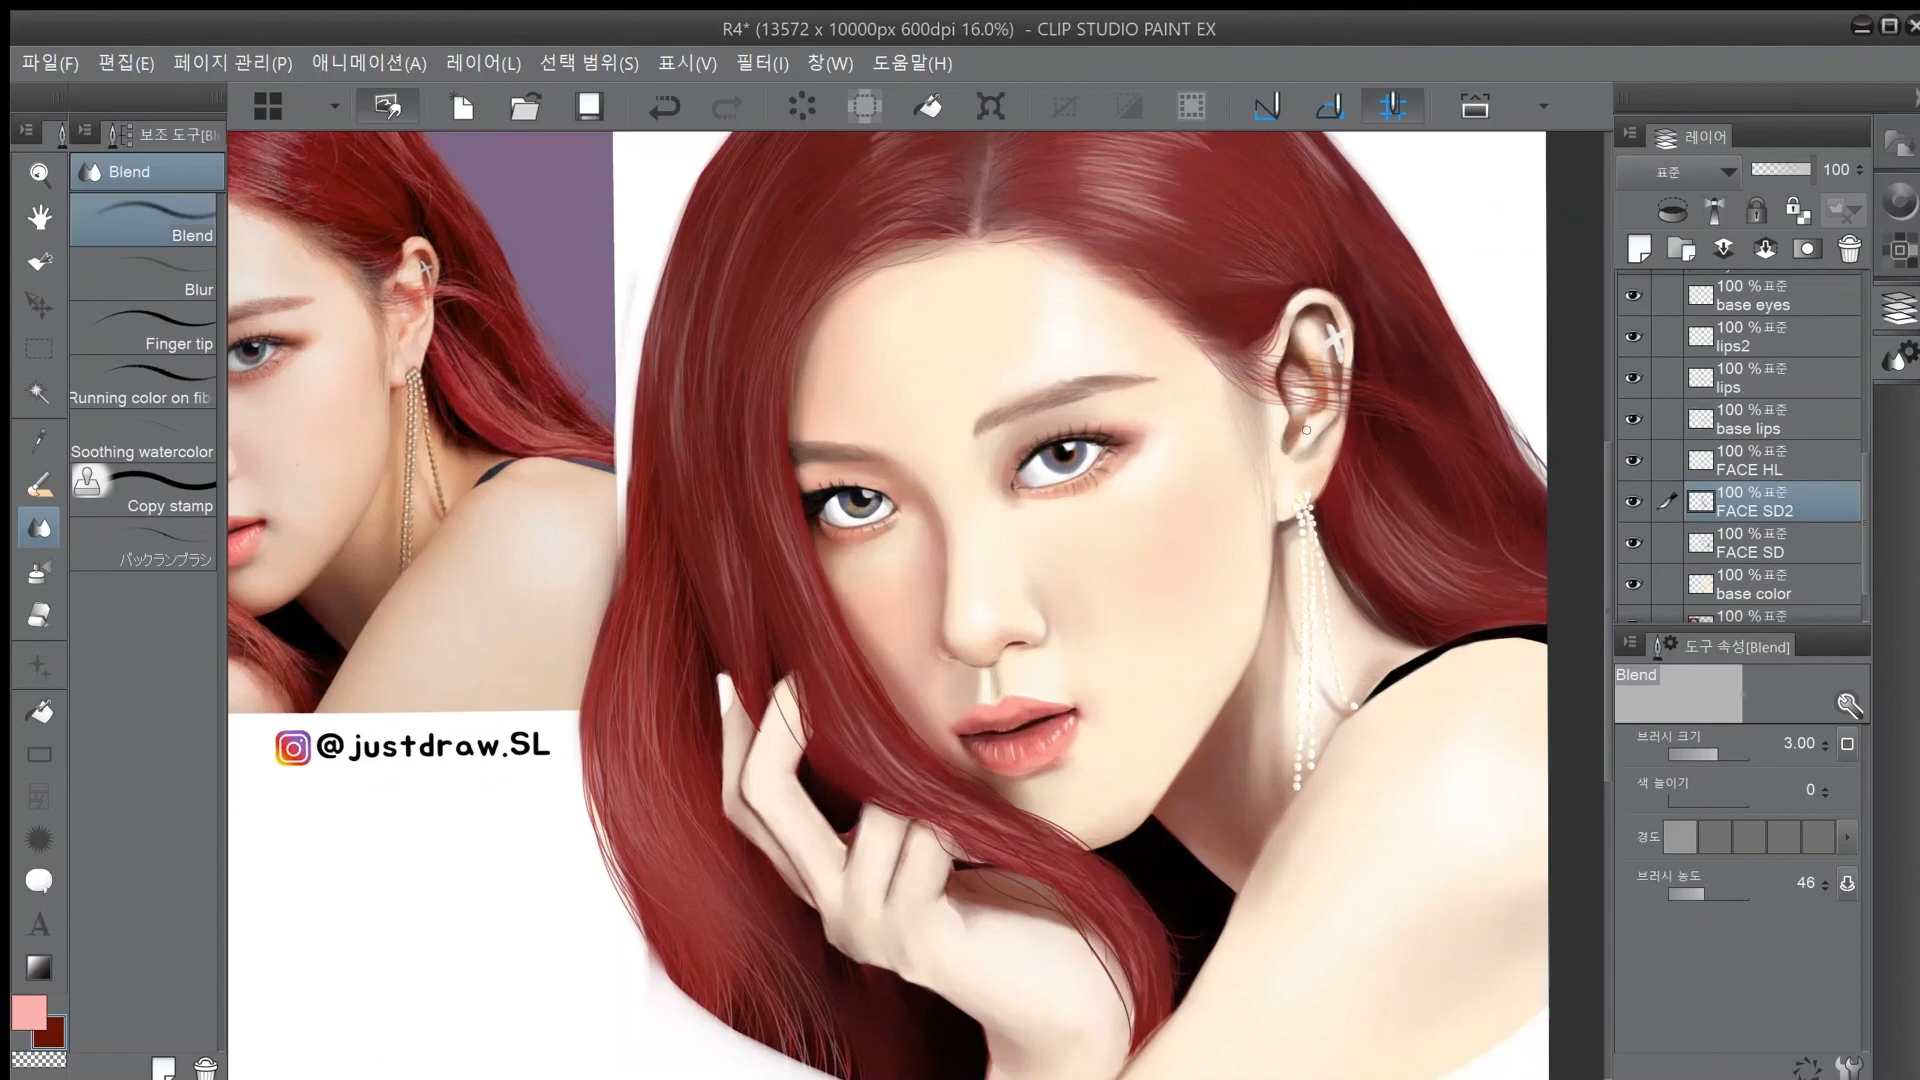 R4* (13572 x 10000px 600dpi 16.0%) - CLIP STUDIO PAINT EX
파일(F) 편집(E) 페이지 관리(P) 애니메이션(A) 레이어(L) 선택 범위(S) 표시(V) 필터(I) 창(W) 도움말(H)
보조 도구[Bl
Blend
Blend
Blur
Finger tip
Running color on fib
Soothing watercolor
Copy stamp
バックランブラシ
@justdraw.SL
A
레이어
표준 100
100 %표준
base eyes
100 %표준
lips2
100 %표준
lips
100 %표준
base lips
100 %표준
FACE HL
100 %표준
FACE SD2
100 %표준
FACE SD
100 %표준
base color
100 %표준
도구 속성[Blend]
Blend
브러시 크기 3.00
색 늘이기 0
경도
브러시 농도 46